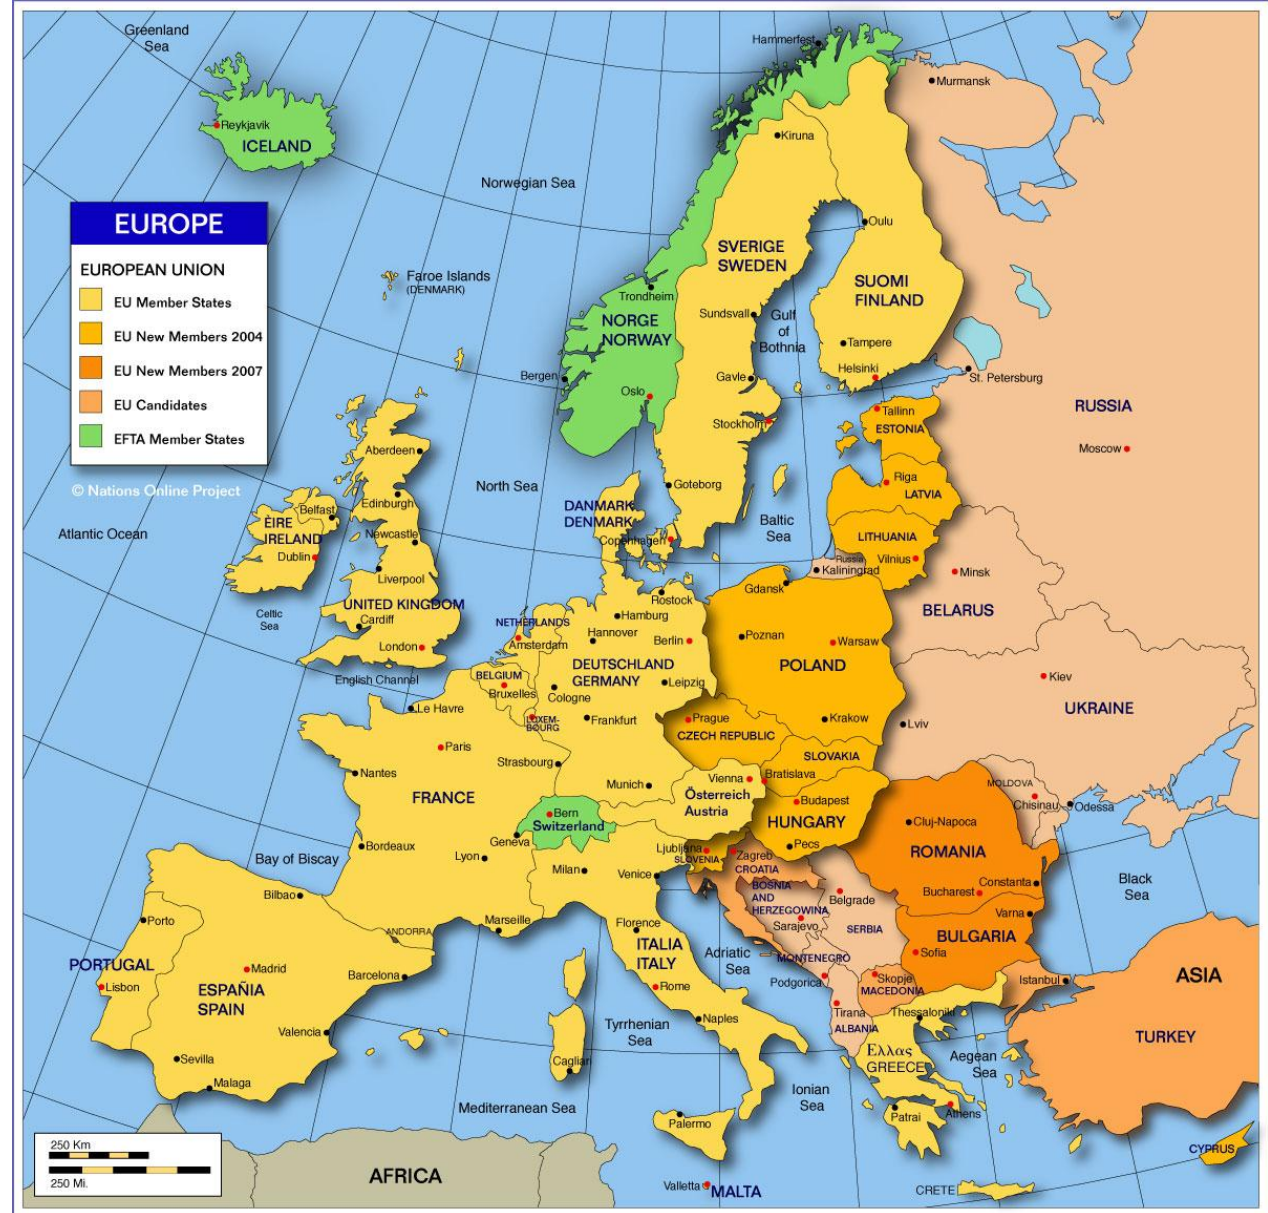 Greenland
Sea
Hammerfest
Murmansk
Reykjavik
ICELAND
Kiruna
Norwegian Sea
EUROPE
EUROPEAN UNION
EU Member States
EU New Members 2004
EU New Members 2007
EU Candidates
EFTA Member States
© Nations Online Project
Oulu
SVERIGE
SWEDEN
Faroe Islands
(DENMARK)
SUOMI
FINLAND
Trondheim
NORGE
NORWAY
Sundsvall
Gulf
of
Bothnia
Tampere
Helsinki
Bergen
Gavle
St. Petersburg
Oslo
Stockholm
Tallinn
ESTONIA
RUSSIA
Moscow
Aberdeen
Riga
LATVIA
North Sea
Goteborg
Edinburgh
DANMARK
DENMARK
Baltic
Sea
Belfast
ÈIRE
IRELAND
Atlantic Ocean
Newcastle
Copenhagen
LITHUANIA
Dublin
Vilnius
Russia
Kaliningrad
Minsk
Liverpool
Gdansk
Rostock
UNITED KINGDOM
BELARUS
Celtic
Sea
Cardiff
Hamburg
NETHERLANDS
Amsterdam
Hannover
Berlin
Poznan
Warsaw
London
POLAND
DEUTSCHLAND
GERMANY
English Channel
BELGIUM
Bruxelles
Cologne
Leipzig
Kiev
Le Havre
LUXEM-
BOURG
Frankfurt
Prague
CZECH REPUBLIC
Krakow
Lviv
UKRAINE
Paris
Strasbourg
SLOVAKIA
Nantes
Munich
Vienna
Bratislava
Österreich
Austria
MOLDOVA
Chisinau
Odessa
FRANCE
Bern
Switzerland
Budapest
HUNGARY
Cluj-Napoca
Geneva
Bordeaux
Lyon
Ljubljana
SLOVENIA
Pecs
Zagreb
CROATIA
ROMANIA
Bay of Biscay
Milan
Venice
BOSNIA
AND
HERZEGOWINA
Sarajevo
Belgrade
Bucharest
Constanta
Black
Sea
Bilbao
Porto
Marseille
Florence
SERBIA
Varna
BULGARIA
ANDORRA
ITALIA
ITALY
Adriatic
Sea
MONTENEGRO
Sofia
PORTUGAL
Lisbon
Madrid
Barcelona
Podgorica
Skopje
MACEDONIA
Istanbul
ASIA
ESPAÑIA
SPAIN
Rome
Tirana
ALBANIA
Thessaloniki
Valencia
Naples
Tyrrhenian
Sea
TURKEY
Sevilla
Cagliari
Ελλας
GREECE
Aegean
Sea
Malaga
Mediterranean Sea
Ionian
Sea
Palermo
Patrai
Athens
250 Km
250 Mi.
AFRICA
CYPRUS
Valletta
MALTA
CRETE